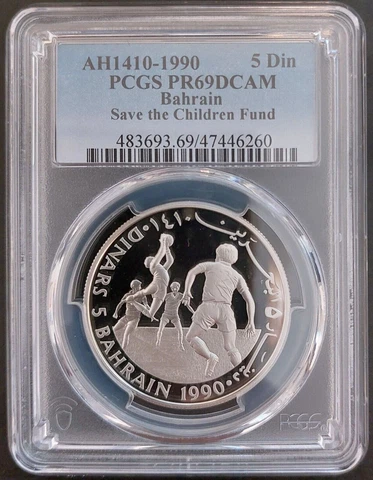 AH1410-1990 5 Din
PCGS PR69DCAM
Bahrain
Save the Children Fund
483693.69/47446260
١٤١٠
DINARS 5 BAHRAIN 1990
PCGS